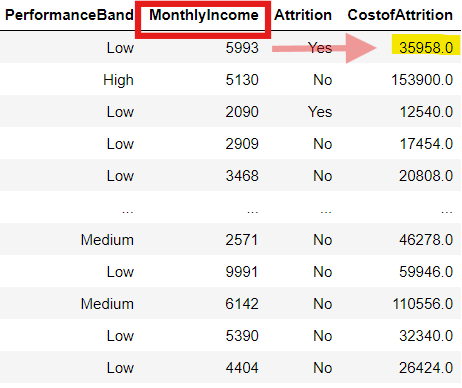 PerformanceBand MonthlyIncome Attrition CostofAttrition
Low 5993 Yes 35958.0
High 5130 No 153900.0
Low 2090 Yes 12540.0
Low 2909 No 17454.0
Low 3468 No 20808.0
... ... ... ...
Medium 2571 No 46278.0
Low 9991 No 59946.0
Medium 6142 No 110556.0
Low 5390 No 32340.0
Low 4404 No 26424.0